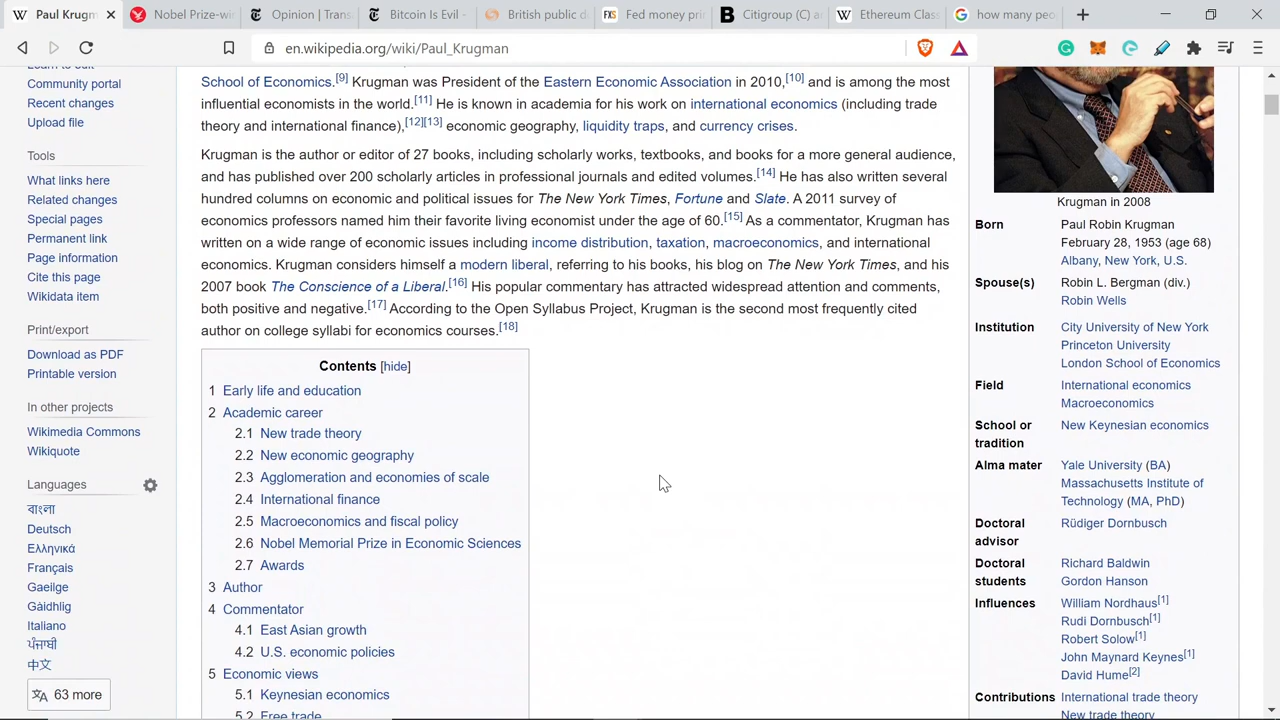 Paul Krugm
Nobel Prize-win
Opinion | Trans
Bitcoin Is Evil -
British public d
Fed money prin
Citigroup (C) a
Ethereum Class
how many peo
en.wikipedia.org/wiki/Paul_Krugman
Learn to edit
Community portal
Recent changes
Upload file
Tools
What links here
Related changes
Special pages
Permanent link
Page information
Cite this page
Wikidata item
Print/export
Download as PDF
Printable version
In other projects
Wikimedia Commons
Wikiquote
Languages
বাংলা
Deutsch
Ελληνικά
Français
Gaeilge
Gàidhlig
Italiano
ਪੰਜਾਬੀ
中文
63 more
School of Economics.[9] Krugman was President of the Eastern Economic Association in 2010,[10] and is among the most
influential economists in the world.[11] He is known in academia for his work on international economics (including trade
theory and international finance),[12][13] economic geography, liquidity traps, and currency crises.
Krugman is the author or editor of 27 books, including scholarly works, textbooks, and books for a more general audience,
and has published over 200 scholarly articles in professional journals and edited volumes.[14] He has also written several
hundred columns on economic and political issues for The New York Times, Fortune and Slate. A 2011 survey of
economics professors named him their favorite living economist under the age of 60.[15] As a commentator, Krugman has
written on a wide range of economic issues including income distribution, taxation, macroeconomics, and international
economics. Krugman considers himself a modern liberal, referring to his books, his blog on The New York Times, and his
2007 book The Conscience of a Liberal.[16] His popular commentary has attracted widespread attention and comments,
both positive and negative.[17] According to the Open Syllabus Project, Krugman is the second most frequently cited
author on college syllabi for economics courses.[18]
Contents [hide]
1 Early life and education
2 Academic career
2.1 New trade theory
2.2 New economic geography
2.3 Agglomeration and economies of scale
2.4 International finance
2.5 Macroeconomics and fiscal policy
2.6 Nobel Memorial Prize in Economic Sciences
2.7 Awards
3 Author
4 Commentator
4.1 East Asian growth
4.2 U.S. economic policies
5 Economic views
5.1 Keynesian economics
5.2 Free trade
Krugman in 2008
Born Paul Robin Krugman
February 28, 1953 (age 68)
Albany, New York, U.S.
Spouse(s) Robin L. Bergman (div.)
Robin Wells
Institution City University of New York
Princeton University
London School of Economics
Field International economics
Macroeconomics
School or New Keynesian economics
tradition
Alma mater Yale University (BA)
Massachusetts Institute of
Technology (MA, PhD)
Doctoral Rüdiger Dornbusch
advisor
Doctoral Richard Baldwin
students Gordon Hanson
Influences William Nordhaus[1]
Rudi Dornbusch[1]
Robert Solow[1]
John Maynard Keynes[1]
David Hume[2]
Contributions International trade theory
New trade theory